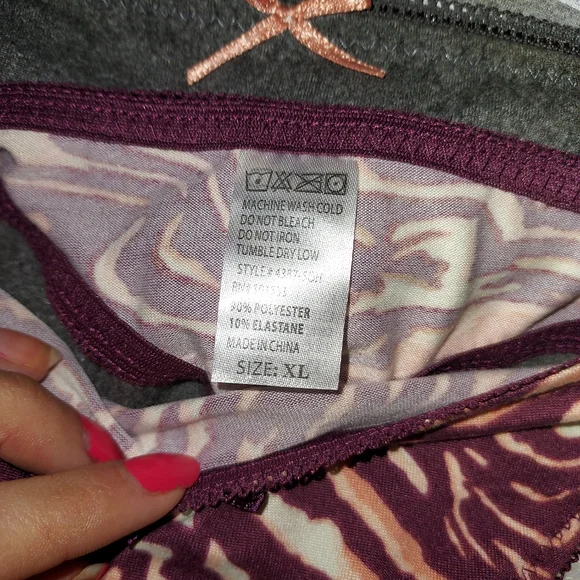 MACHINE WASH COLD
DO NOT BLEACH
DO NOT IRON
TUMBLE DRY LOW
STYLE#
90% POLYESTER
10% ELASTANE
MADE IN CHINA
SIZE: XL